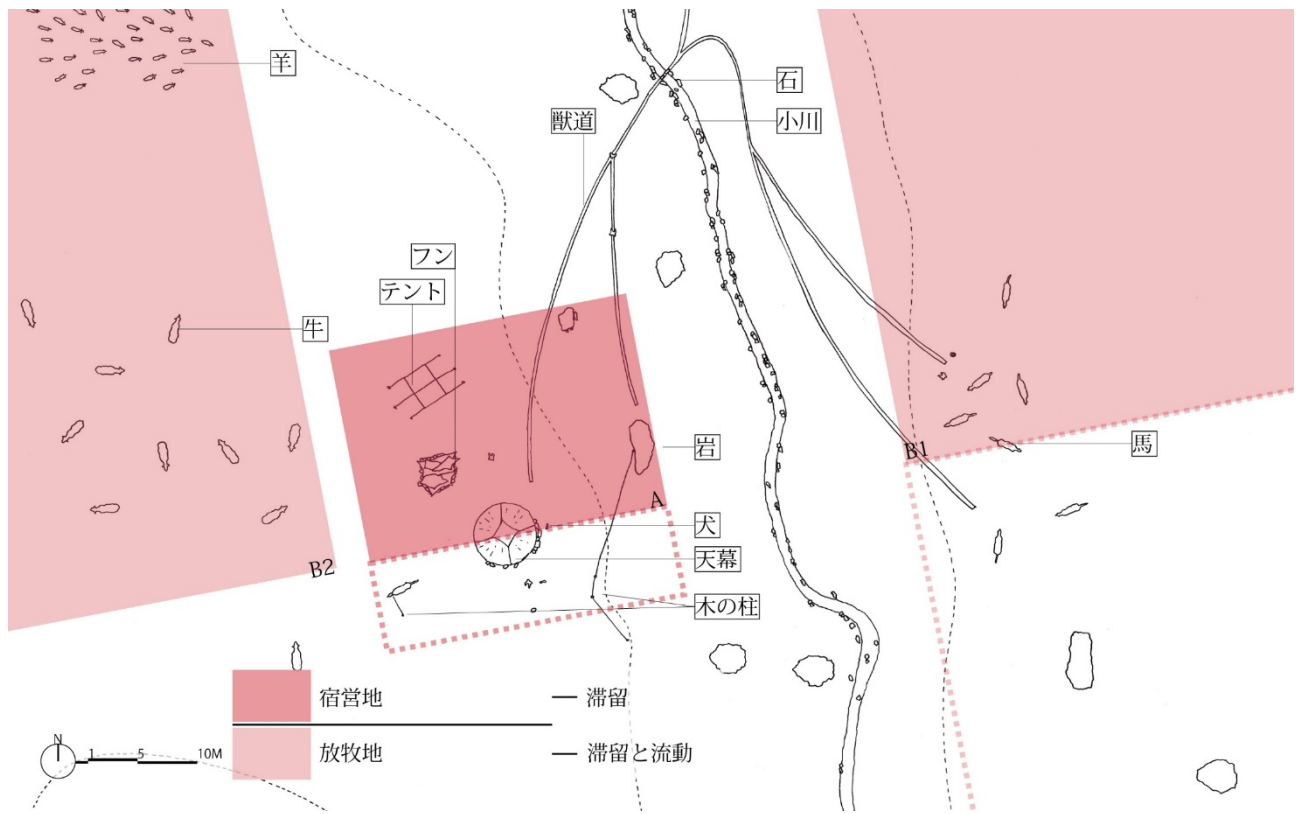 羊
石
獣道
小川
フン
テント
牛
B1
馬
岩
A
犬
B2
天幕
木の柱
宿営地
滞留
N
1
5
10M
放牧地
滞留と流動